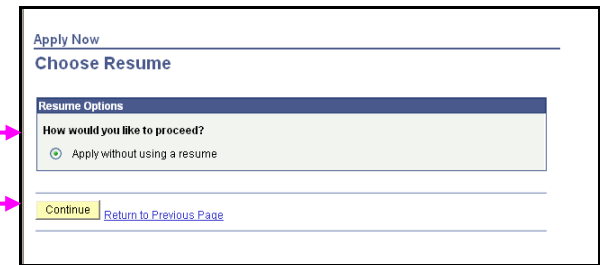 Apply Now
Choose Resume
Resume Options
How would you like to proceed?
Apply without using a resume
Continue Return to Previous Page